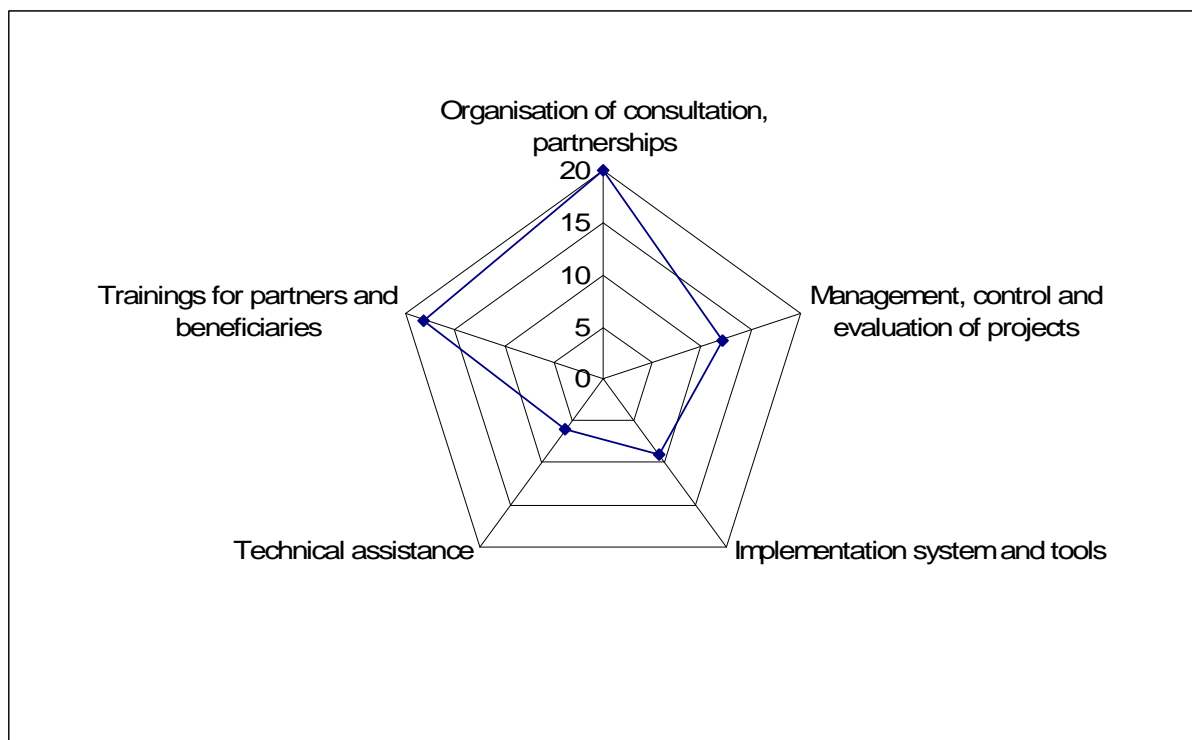 Organisation of consultation,
partnerships
20
15
10
5
0
Trainings for partners and
beneficiaries
Management, control and
evaluation of projects
Technical assistance
Implementation system and tools